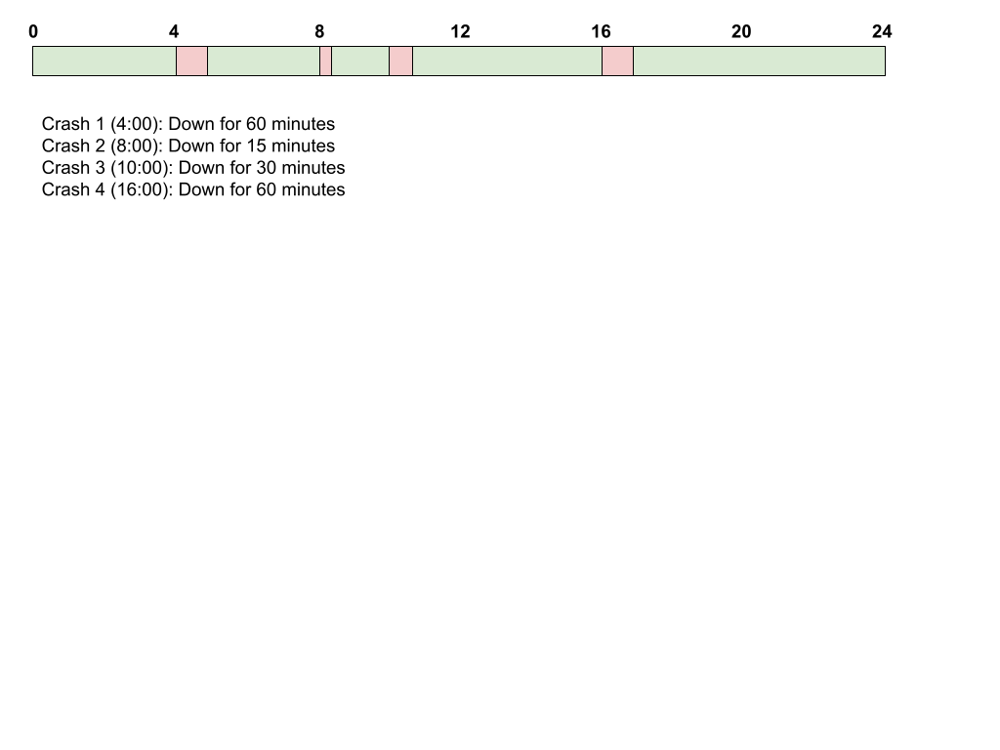 0 4 8 12 16 20 24
Crash 1 (4:00): Down for 60 minutes
Crash 2 (8:00): Down for 15 minutes
Crash 3 (10:00): Down for 30 minutes
Crash 4 (16:00): Down for 60 minutes